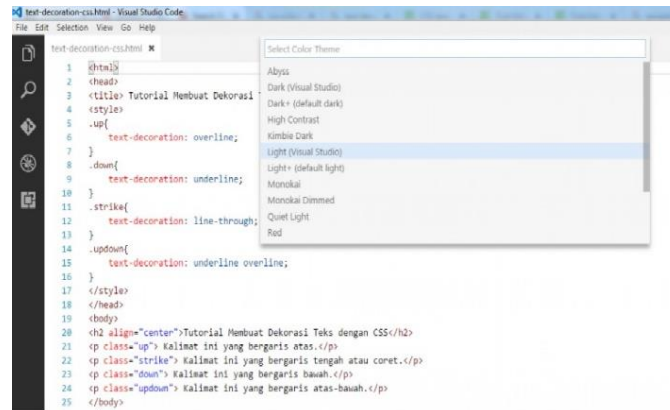 text-decoration-css.html - Visual Studio Code
File Edit Selection View Go Help
text-decoration-css.html ✖
Select Color Theme
Abyss
Dark (Visual Studio)
Dark+ (default dark)
High Contrast
Kimbie Dark
Light (Visual Studio)
Light+ (default light)
Monokai
Monokai Dimmed
Quiet Light
Red
1 <html>
2 <head>
3 <title> Tutorial Membuat Dekorasi
4 <style>
5 .up{
6 text-decoration: overline;
7 }
8 .down{
9 text-decoration: underline;
10 }
11 .strike{
12 text-decoration: line-through;
13 }
14 .updown{
15 text-decoration: underline overline;
16 }
17 </style>
18 </head>
19 <body>
20 <h2 align="center">Tutorial Membuat Dekorasi Teks dengan CSS</h2>
21 <p class="up"> Kalimat ini yang bergaris atas.</p>
22 <p class="strike"> Kalimat ini yang bergaris tengah atau coret.</p>
23 <p class="down"> Kalimat ini yang bergaris bawah.</p>
24 <p class="updown"> Kalimat ini yang bergaris atas-bawah.</p>
25 </body>